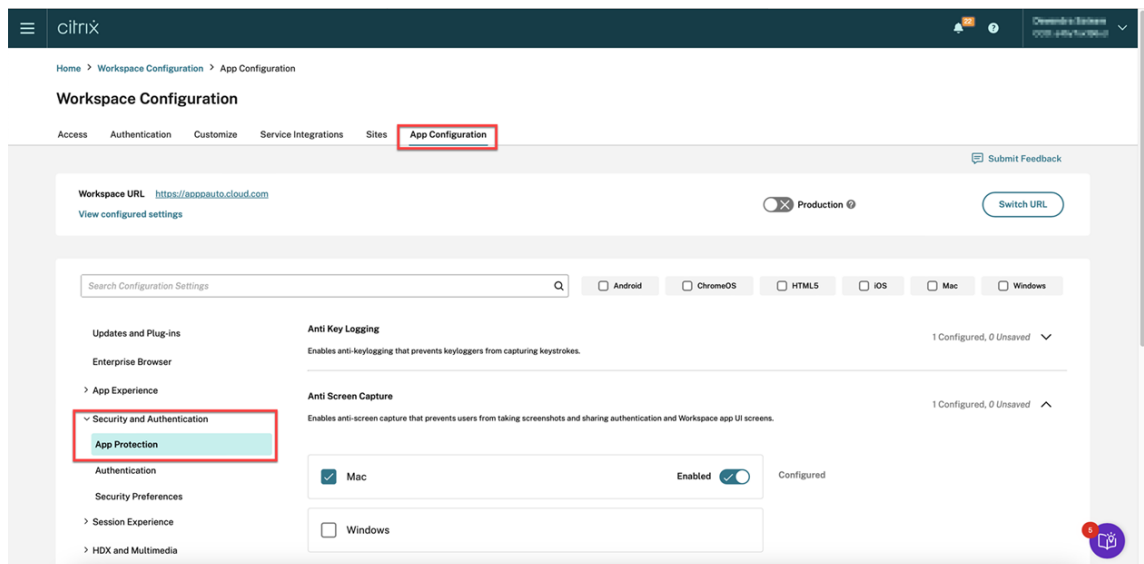 citrix
22
?
Home > Workspace Configuration > App Configuration
Workspace Configuration
Access Authentication Customize Service Integrations Sites App Configuration
Submit Feedback
Workspace URL https://apppauto.cloud.com
View configured settings
Production ?
Switch URL
Search Configuration Settings
Android ChromeOS HTML5 iOS Mac Windows
Updates and Plug-ins
Enterprise Browser
App Experience
Security and Authentication
App Protection
Authentication
Security Preferences
Session Experience
HDX and Multimedia
Anti Key Logging
Enables anti-keylogging that prevents keyloggers from capturing keystrokes.
1 Configured, 0 Unsaved
Anti Screen Capture
Enables anti-screen capture that prevents users from taking screenshots and sharing authentication and Workspace app UI screens.
1 Configured, 0 Unsaved
Mac Enabled Configured
Windows
5